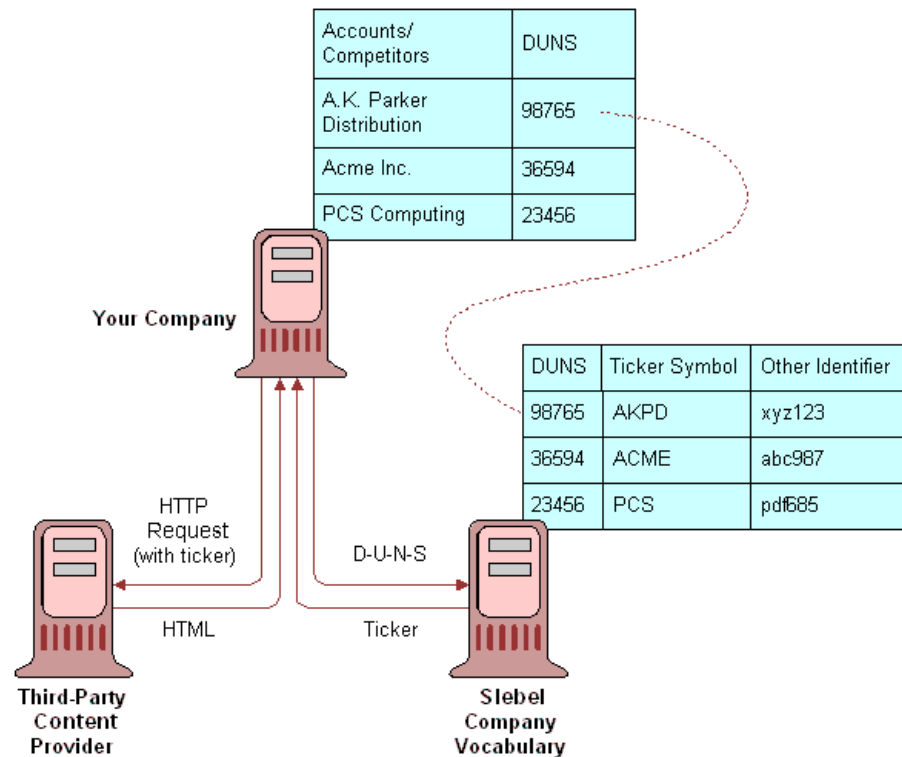 Accounts/ DUNS
Competitors
A.K. Parker 98765
Distribution
Acme Inc. 36594
PCS Computing 23456
Your Company
DUNS Ticker Symbol Other Identifier
98765 AKPD xyz123
36594 ACME abc987
23456 PCS pdf685
HTTP
Request
(with ticker)
D-U-N-S
HTML
Ticker
Third-Party
Content
Provider
Slebel
Company
Vocabulary